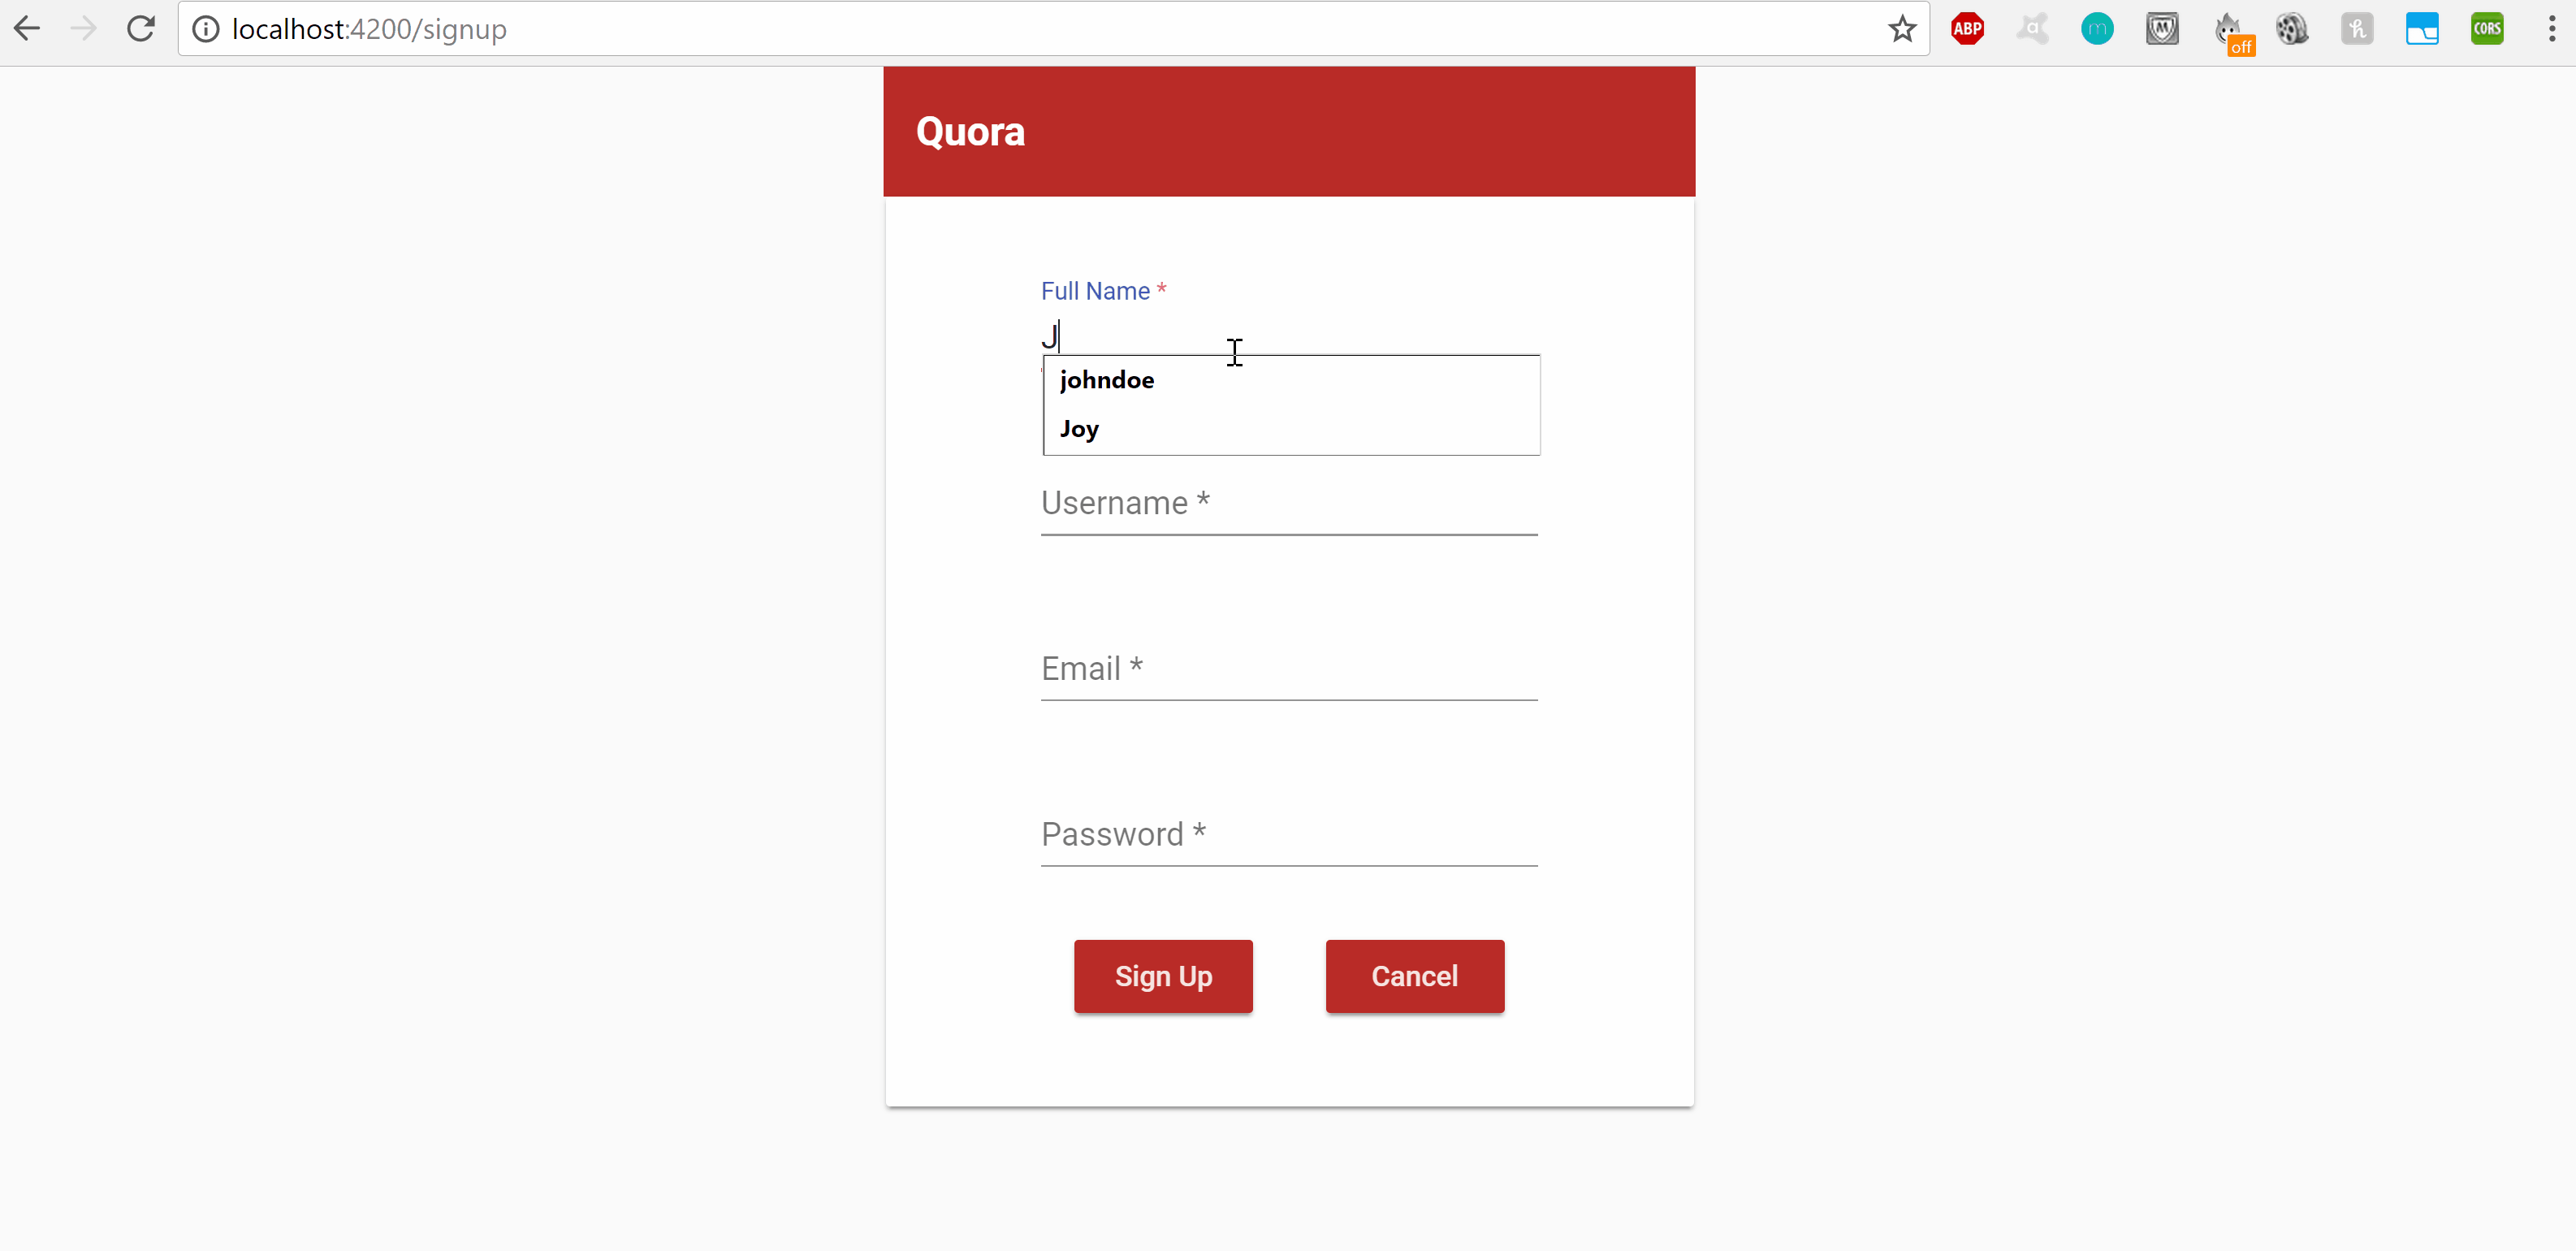 localhost:4200/signup
ABP
off
CORS
Quora
Full Name *
J
johndoe
Joy
Username *
Email *
Password *
Sign Up Cancel